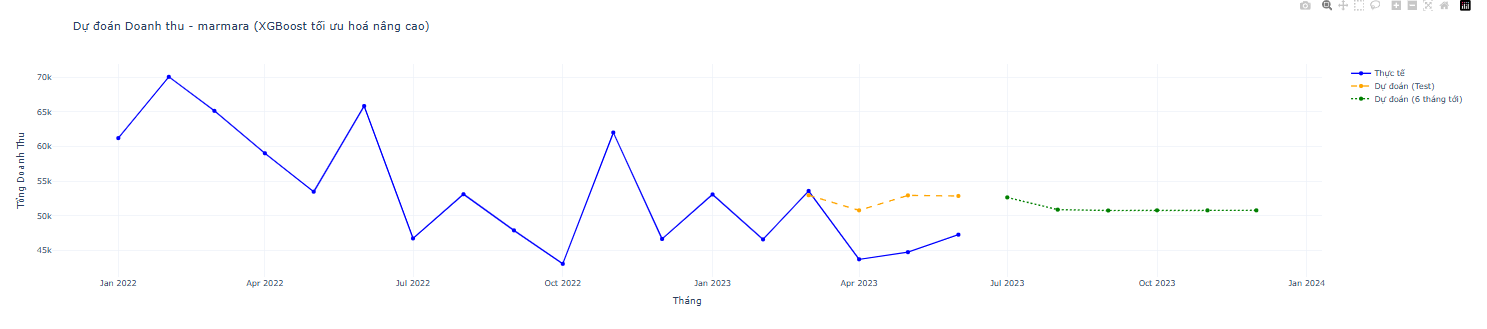 Dự đoán Doanh thu - marmara (XGBoost tối ưu hoá nâng cao)
70k
65k
60k
55k
50k
45k
Tổng Doanh Thu
Jan 2022
Apr 2022
Jul 2022
Oct 2022
Jan 2023
Apr 2023
Jul 2023
Oct 2023
Jan 2024
Tháng
Thực tế
Dự đoán (Test)
Dự đoán (6 tháng tới)